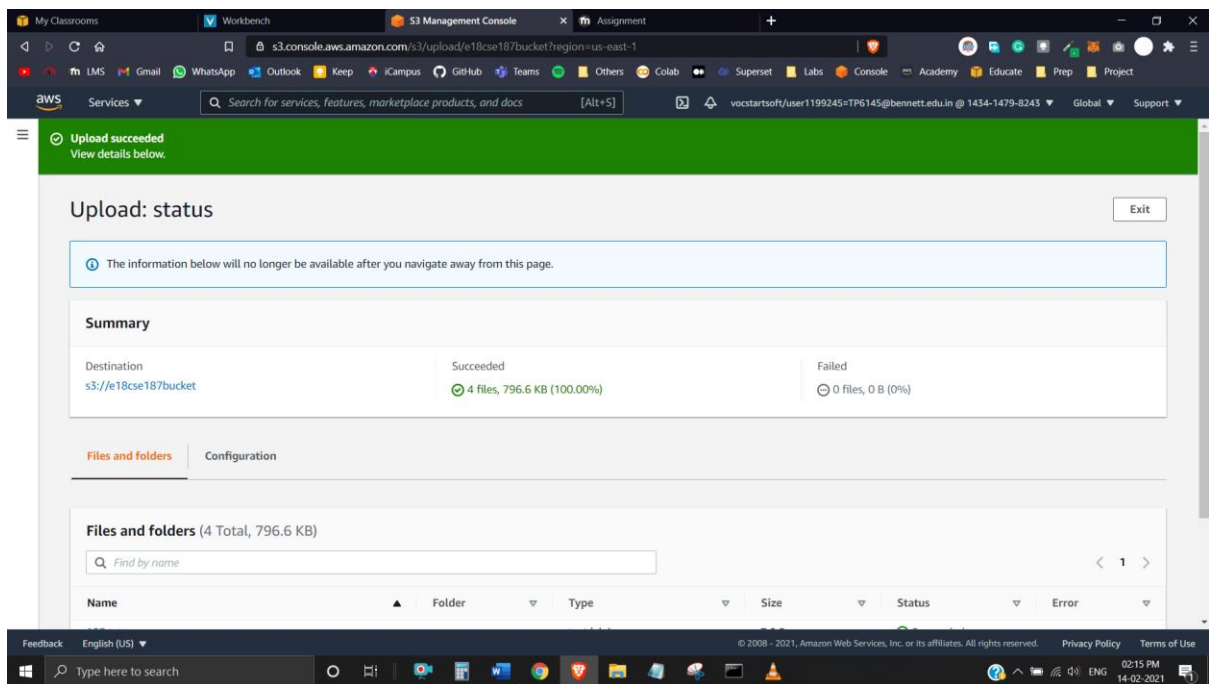 My Classrooms Workbench S3 Management Console Assignment
s3.console.aws.amazon.com/s3/upload/e18cse187bucket?region=us-east-1
LMS Gmail WhatsApp Outlook Keep iCampus GitHub Teams Others Colab Superset Labs Console Academy Educate Prep Project
aws Services Search for services, features, marketplace products, and docs [Alt+S] vocstartsoft/user1199245=TP6145@bennett.edu.in @ 1434-1479-8243 Global Support
Upload succeeded
View details below.
Upload: status Exit
The information below will no longer be available after you navigate away from this page.
Summary
Destination Succeeded Failed
s3://e18cse187bucket 4 files, 796.6 KB (100.00%) 0 files, 0 B (0%)
Files and folders Configuration
Files and folders (4 Total, 796.6 KB)
Find by name 1
Name Folder Type Size Status Error
Feedback English (US) © 2008 - 2021, Amazon Web Services, Inc. or its affiliates. All rights reserved. Privacy Policy Terms of Use
Type here to search ENG 02:15 PM
14-02-2021